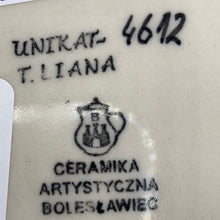 UNIKAT- 4612
T. LIANA
CERAMIKA
ARTYSTYCZNA
BOLESŁAWIEC